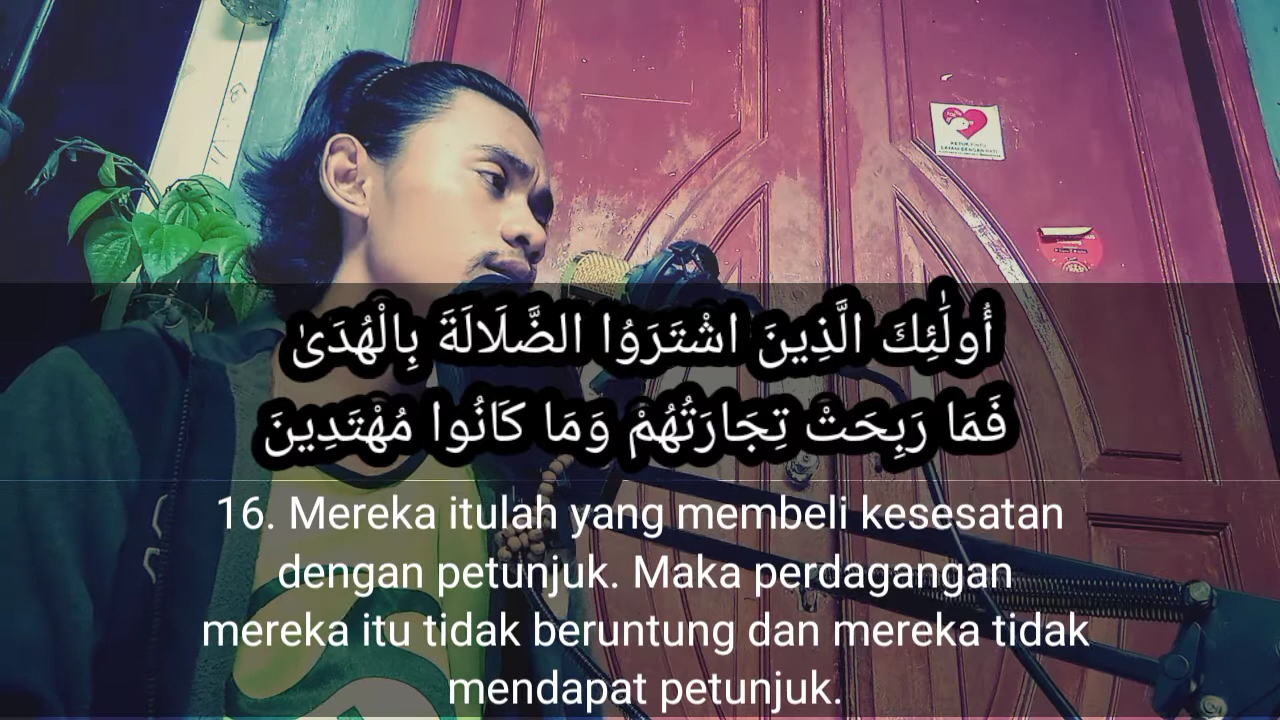 أُولَٰئِكَ الَّذِينَ اشْتَرَوُا الضَّلَالَةَ بِالْهُدَىٰ
فَمَا رَبِحَتْ تِجَارَتُهُمْ وَمَا كَانُوا مُهْتَدِينَ
16. Mereka itulah yang membeli kesesatan
dengan petunjuk. Maka perdagangan
mereka itu tidak beruntung dan mereka tidak
mendapat petunjuk.